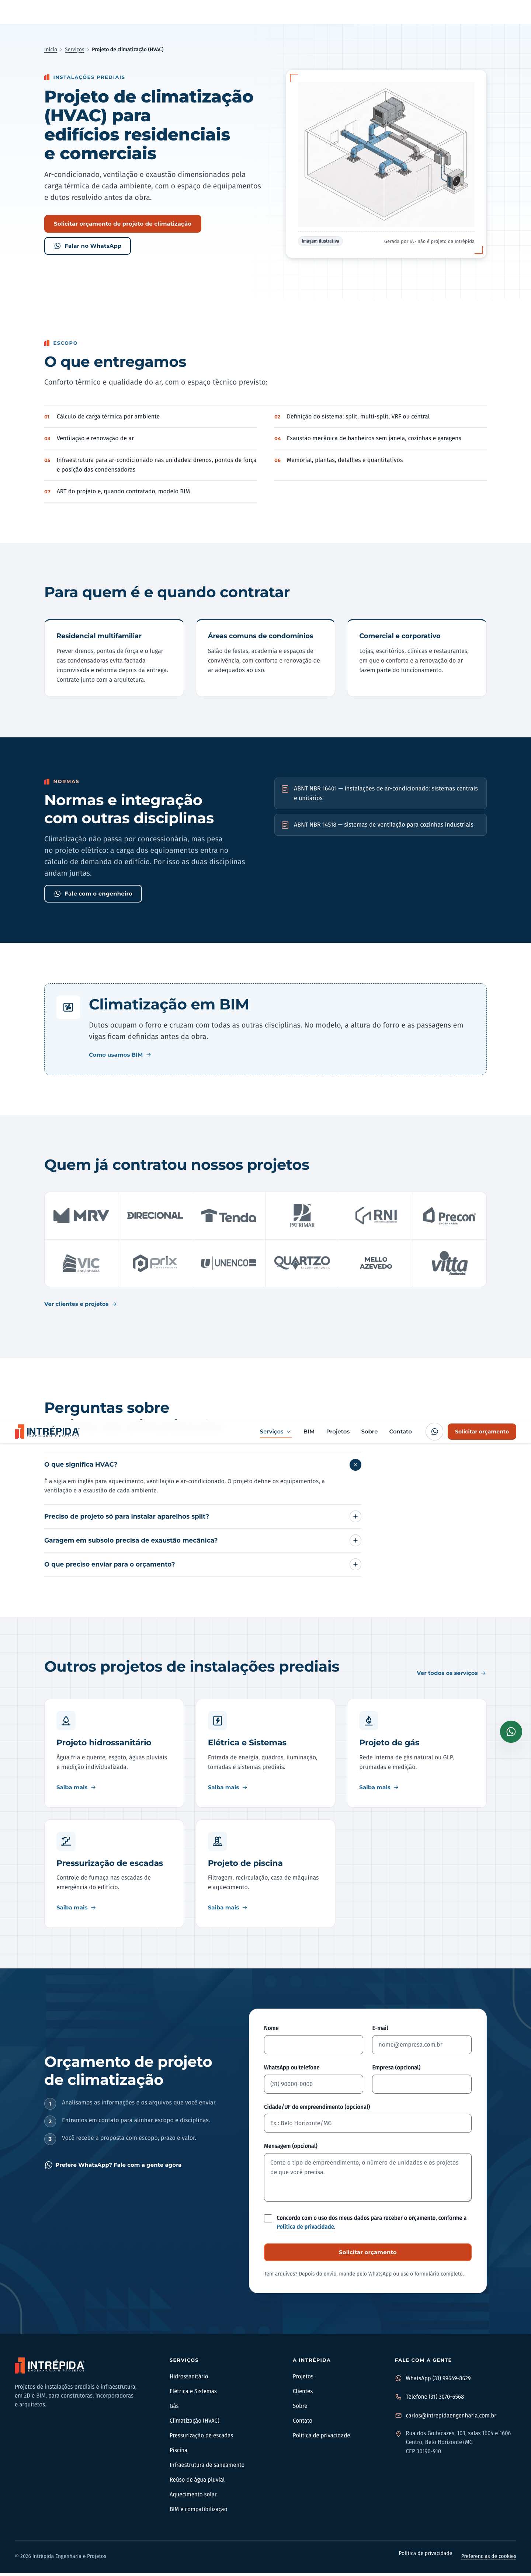 Início › Serviços › Projeto de climatização (HVAC)
INSTALAÇÕES PREDIAIS
Projeto de climatização
(HVAC) para
edifícios residenciais
e comerciais
Ar-condicionado, ventilação e exaustão dimensionados pela
carga térmica de cada ambiente, com o espaço de equipamentos
e dutos resolvido antes da obra.
Solicitar orçamento de projeto de climatização
Falar no WhatsApp
Imagem ilustrativa
Gerada por IA · não é projeto da Intrépida
ESCOPO
O que entregamos
Conforto térmico e qualidade do ar, com o espaço técnico previsto:
01 Cálculo de carga térmica por ambiente
02 Definição do sistema: split, multi-split, VRF ou central
03 Ventilação e renovação de ar
04 Exaustão mecânica de banheiros sem janela, cozinhas e garagens
05 Infraestrutura para ar-condicionado nas unidades: drenos, pontos de força
e posição das condensadoras
06 Memorial, plantas, detalhes e quantitativos
07 ART do projeto e, quando contratado, modelo BIM
Para quem é e quando contratar
Residencial multifamiliar
Prever drenos, pontos de força e o lugar
das condensadoras evita fachada
improvisada e reforma depois da entrega.
Contrate junto com a arquitetura.
Áreas comuns de condomínios
Salão de festas, academia e espaços de
convivência, com conforto e renovação de
ar adequados ao uso.
Comercial e corporativo
Lojas, escritórios, clínicas e restaurantes,
em que o conforto e a renovação do ar
fazem parte do funcionamento.
NORMAS
Normas e integração
com outras disciplinas
Climatização não passa por concessionária, mas pesa
no projeto elétrico: a carga dos equipamentos entra no
cálculo de demanda do edifício. Por isso as duas disciplinas
andam juntas.
Fale com o engenheiro
ABNT NBR 16401 — instalações de ar-condicionado: sistemas centrais
e unitários
ABNT NBR 14518 — sistemas de ventilação para cozinhas industriais
Climatização em BIM
Dutos ocupam o forro e cruzam com todas as outras disciplinas. No modelo, a altura do forro e as passagens em
vigas ficam definidas antes da obra.
Como usamos BIM →
Quem já contratou nossos projetos
MRV
DIRECIONAL
Tenda
PATRIMAR
RNI
Precon
VIC
prix
UNENCO
QUARTZO
MELLO
AZEVEDO
vitta
Ver clientes e projetos →
Perguntas sobre
INTRÉPIDA
Serviços
BIM
Projetos
Sobre
Contato
Solicitar orçamento
O que significa HVAC?
É a sigla em inglês para aquecimento, ventilação e ar-condicionado. O projeto define os equipamentos, a
ventilação e a exaustão de cada ambiente.
Preciso de projeto só para instalar aparelhos split?
Garagem em subsolo precisa de exaustão mecânica?
O que preciso enviar para o orçamento?
Outros projetos de instalações prediais
Ver todos os serviços →
Projeto hidrossanitário
Água fria e quente, esgoto, águas pluviais
e medição individualizada.
Saiba mais →
Elétrica e Sistemas
Entrada de energia, quadros, iluminação,
tomadas e sistemas prediais.
Saiba mais →
Projeto de gás
Rede interna de gás natural ou GLP,
prumadas e medição.
Saiba mais →
Pressurização de escadas
Controle de fumaça nas escadas de
emergência do edifício.
Saiba mais →
Projeto de piscina
Filtragem, recirculação, casa de máquinas
e aquecimento.
Saiba mais →
Orçamento de projeto
de climatização
1 Analisamos as informações e os arquivos que você enviar.
2 Entramos em contato para alinhar escopo e disciplinas.
3 Você recebe a proposta com escopo, prazo e valor.
Prefere WhatsApp? Fale com a gente agora
Nome
E-mail
nome@empresa.com.br
WhatsApp ou telefone
(31) 90000-0000
Empresa (opcional)
Cidade/UF do empreendimento (opcional)
Ex.: Belo Horizonte/MG
Mensagem (opcional)
Conte o tipo de empreendimento, o número de unidades e os projetos
de que você precisa.
Concordo com o uso dos meus dados para receber o orçamento, conforme a
Política de privacidade.
Solicitar orçamento
Tem arquivos? Depois do envio, mande pelo WhatsApp ou use o formulário completo.
INTRÉPIDA
ENGENHARIA E PROJETOS
Projetos de instalações prediais e infraestrutura,
em 2D e BIM, para construtoras, incorporadoras
e arquitetos.
SERVIÇOS
Hidrossanitário
Elétrica e Sistemas
Gás
Climatização (HVAC)
Pressurização de escadas
Piscina
Infraestrutura de saneamento
Reúso de água pluvial
Aquecimento solar
BIM e compatibilização
A INTRÉPIDA
Projetos
Clientes
Sobre
Contato
Política de privacidade
FALE COM A GENTE
WhatsApp (31) 99649-8629
Telefone (31) 3070-6568
carlos@intrepidaengenharia.com.br
Rua dos Goitacazes, 103, salas 1604 e 1606
Centro, Belo Horizonte/MG
CEP 30190-910
© 2026 Intrépida Engenharia e Projetos
Política de privacidade
Preferências de cookies